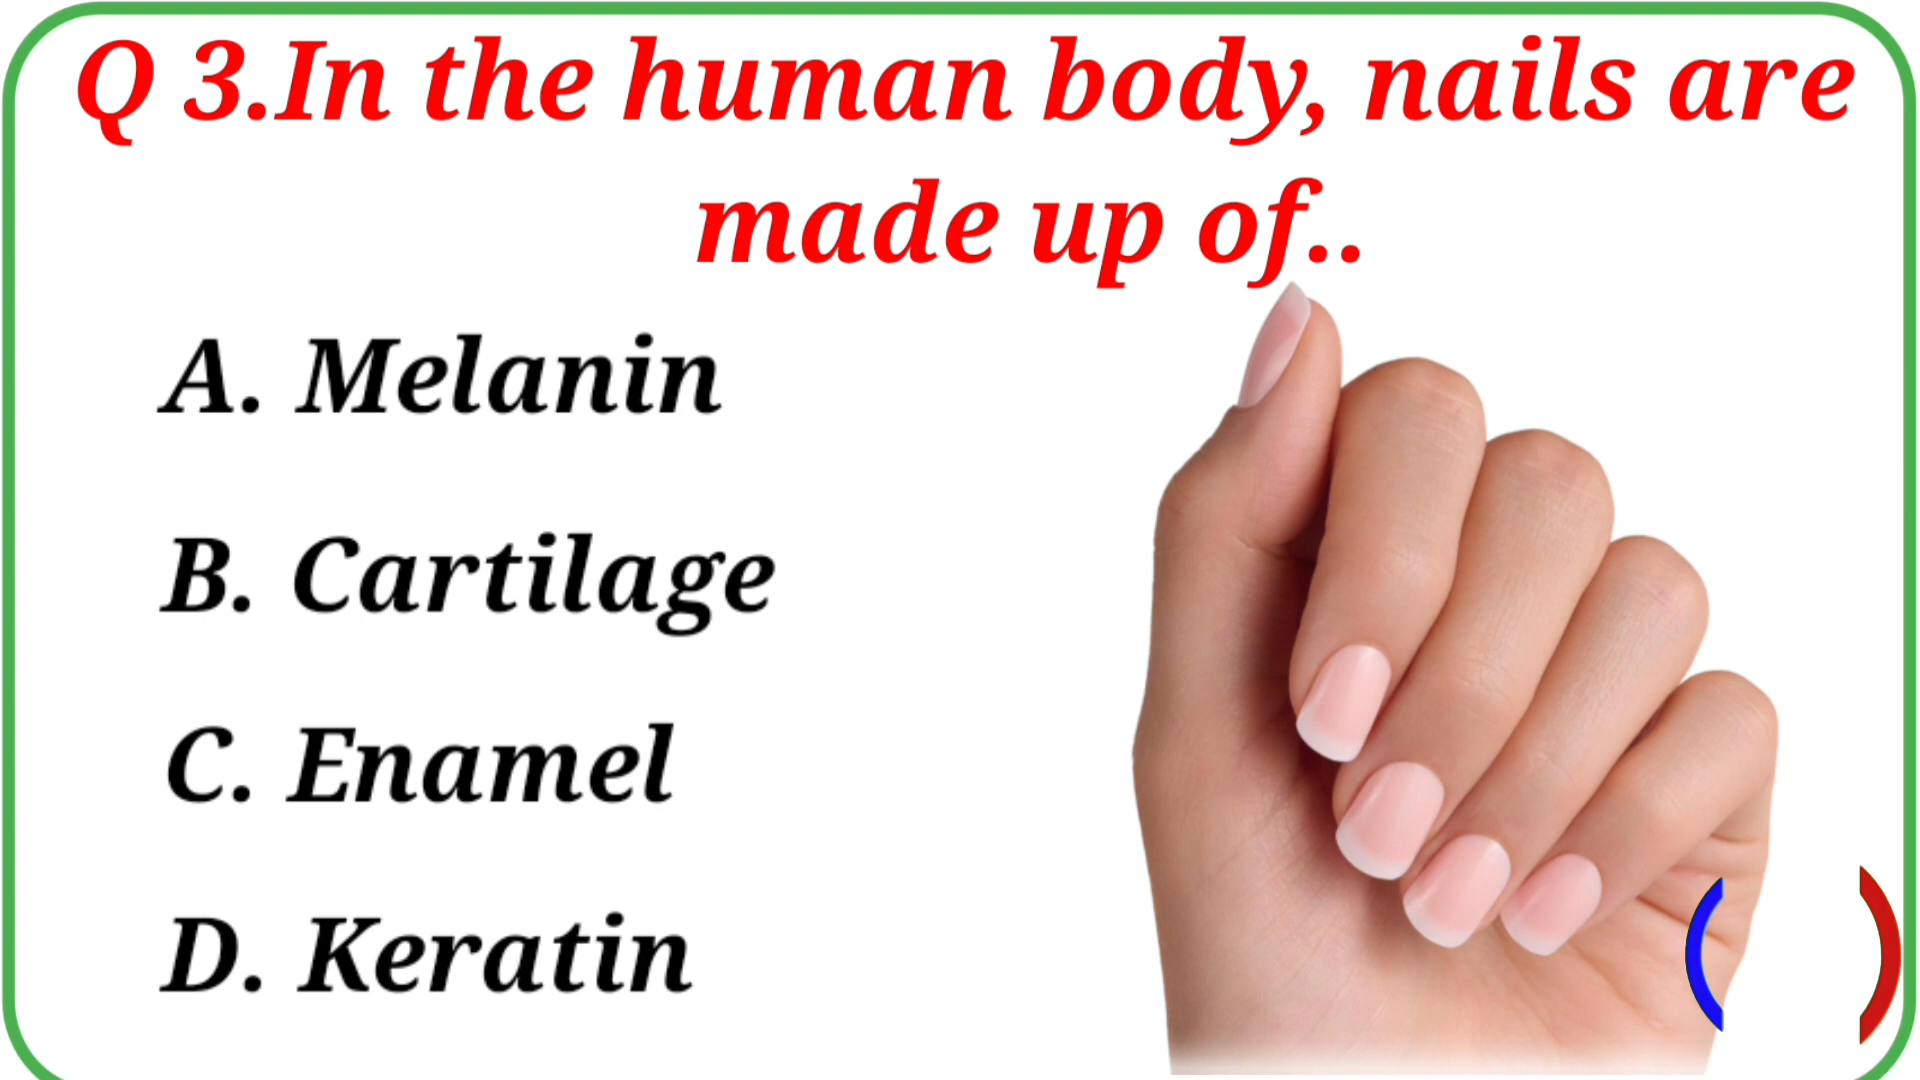 Q 3.In the human body, nails are
made up of..
A. Melanin
B. Cartilage
C. Enamel
D. Keratin